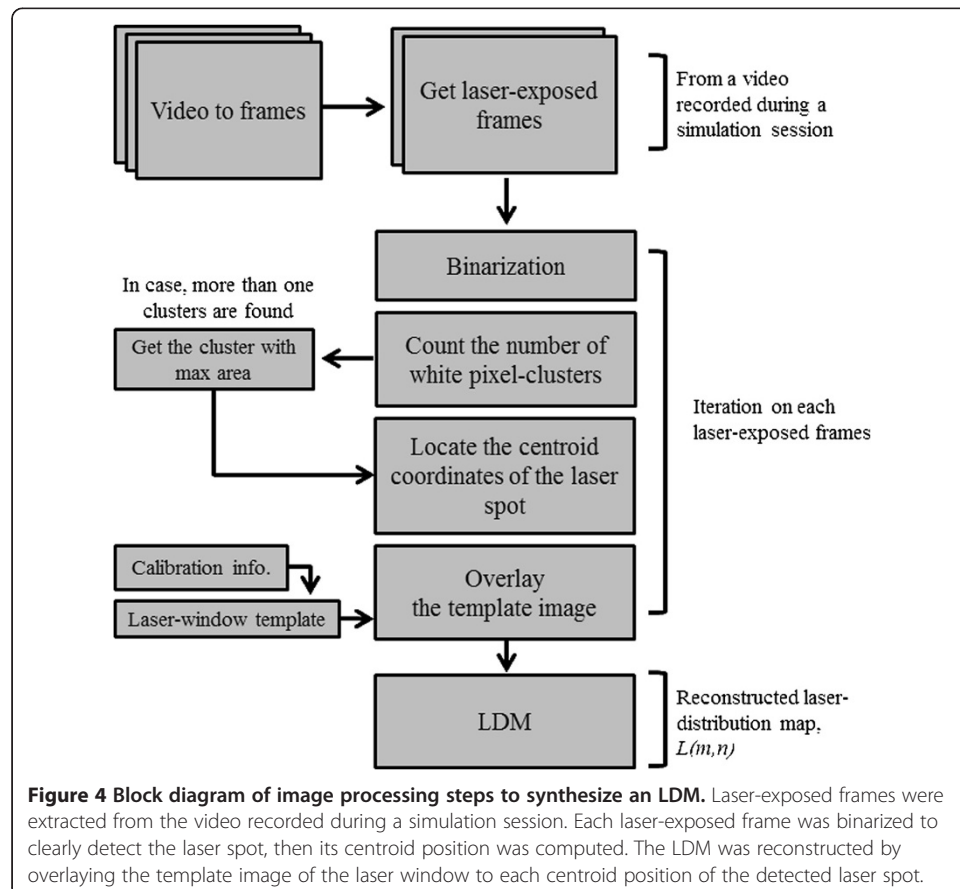 Video to frames
Get laser-exposed
frames
From a video
recorded during a
simulation session
Binarization
In case, more than one
clusters are found
Get the cluster with
max area
Count the number of
white pixel-clusters
Iteration on each
laser-exposed frames
Locate the centroid
coordinates of the laser
spot
Calibration info.
Laser-window template
Overlay
the template image
LDM
Reconstructed laser-
distribution map,
L(m,n)
Figure 4 Block diagram of image processing steps to synthesize an LDM. Laser-exposed frames were
extracted from the video recorded during a simulation session. Each laser-exposed frame was binarized to
clearly detect the laser spot, then its centroid position was computed. The LDM was reconstructed by
overlaying the template image of the laser window to each centroid position of the detected laser spot.